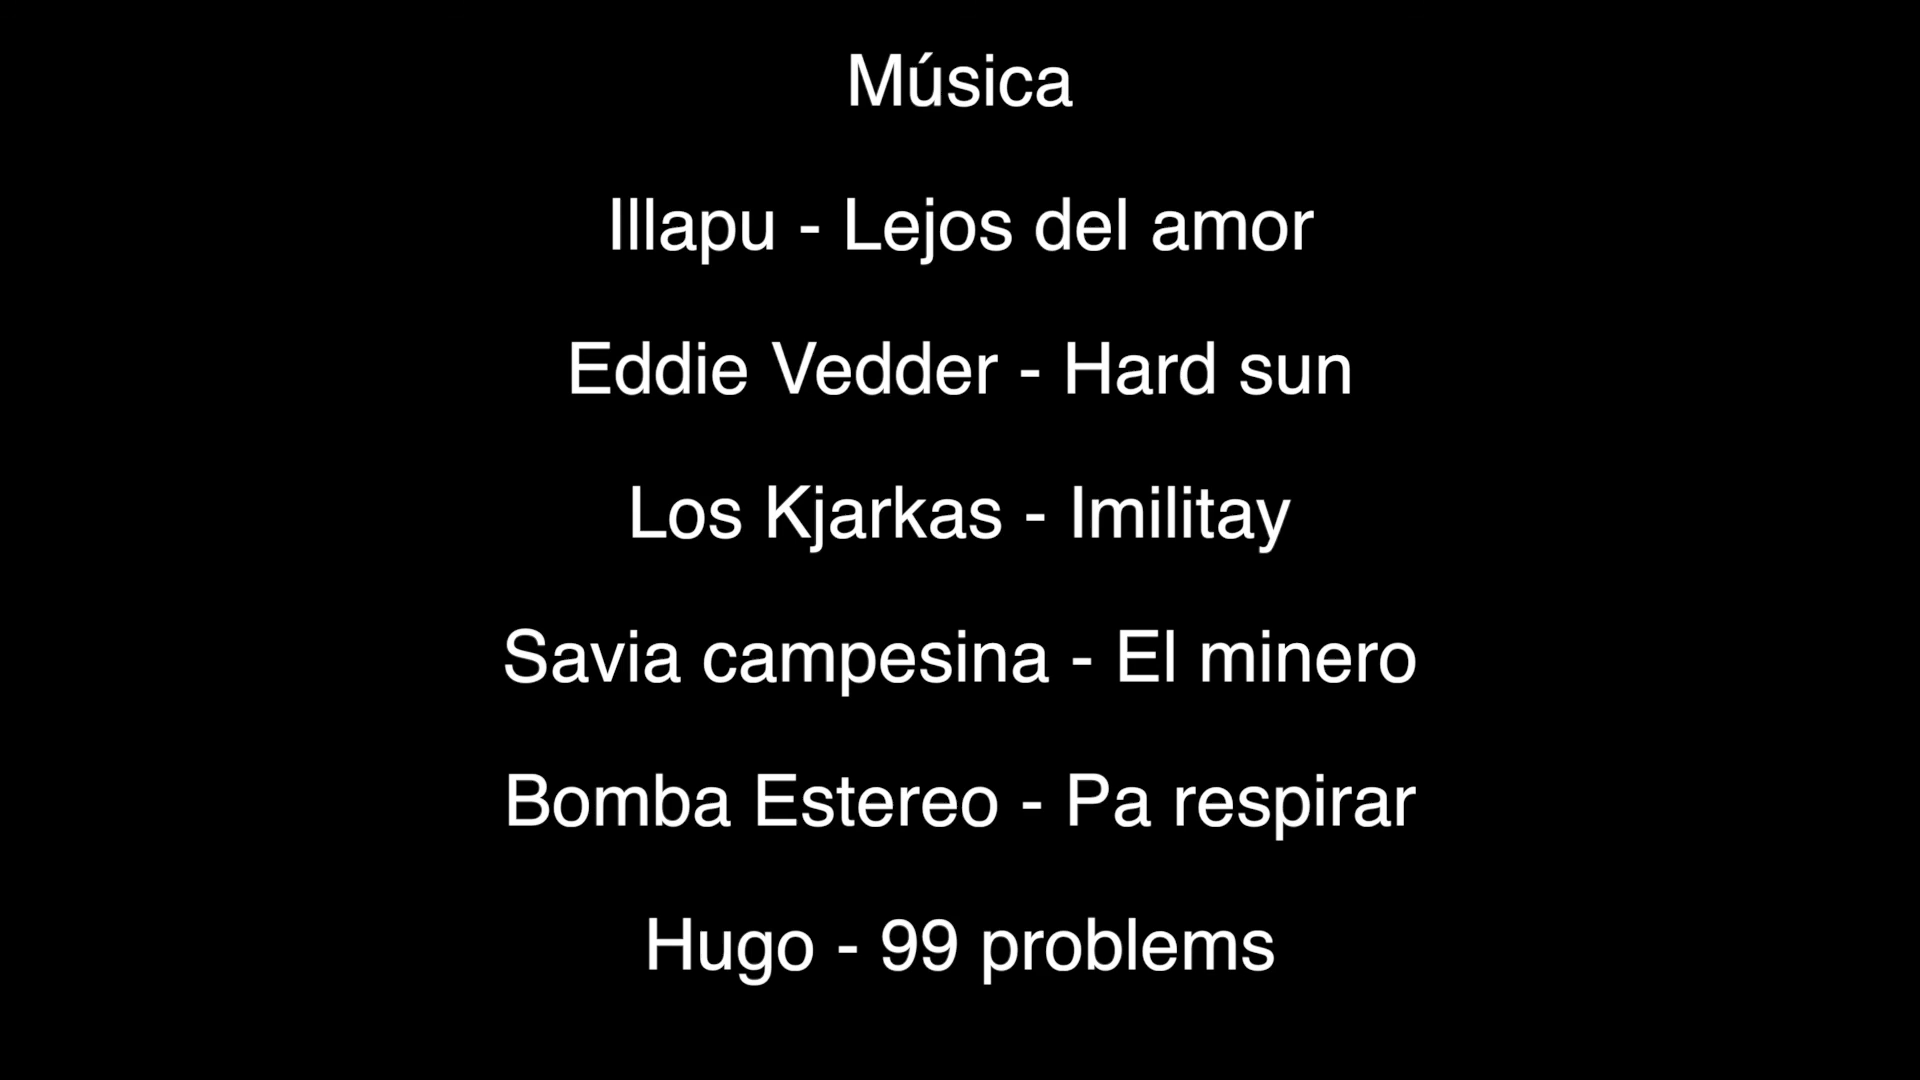 Música
Illapu - Lejos del amor
Eddie Vedder - Hard sun
Los Kjarkas - Imilitay
Savia campesina - El minero
Bomba Estereo - Pa respirar
Hugo - 99 problems